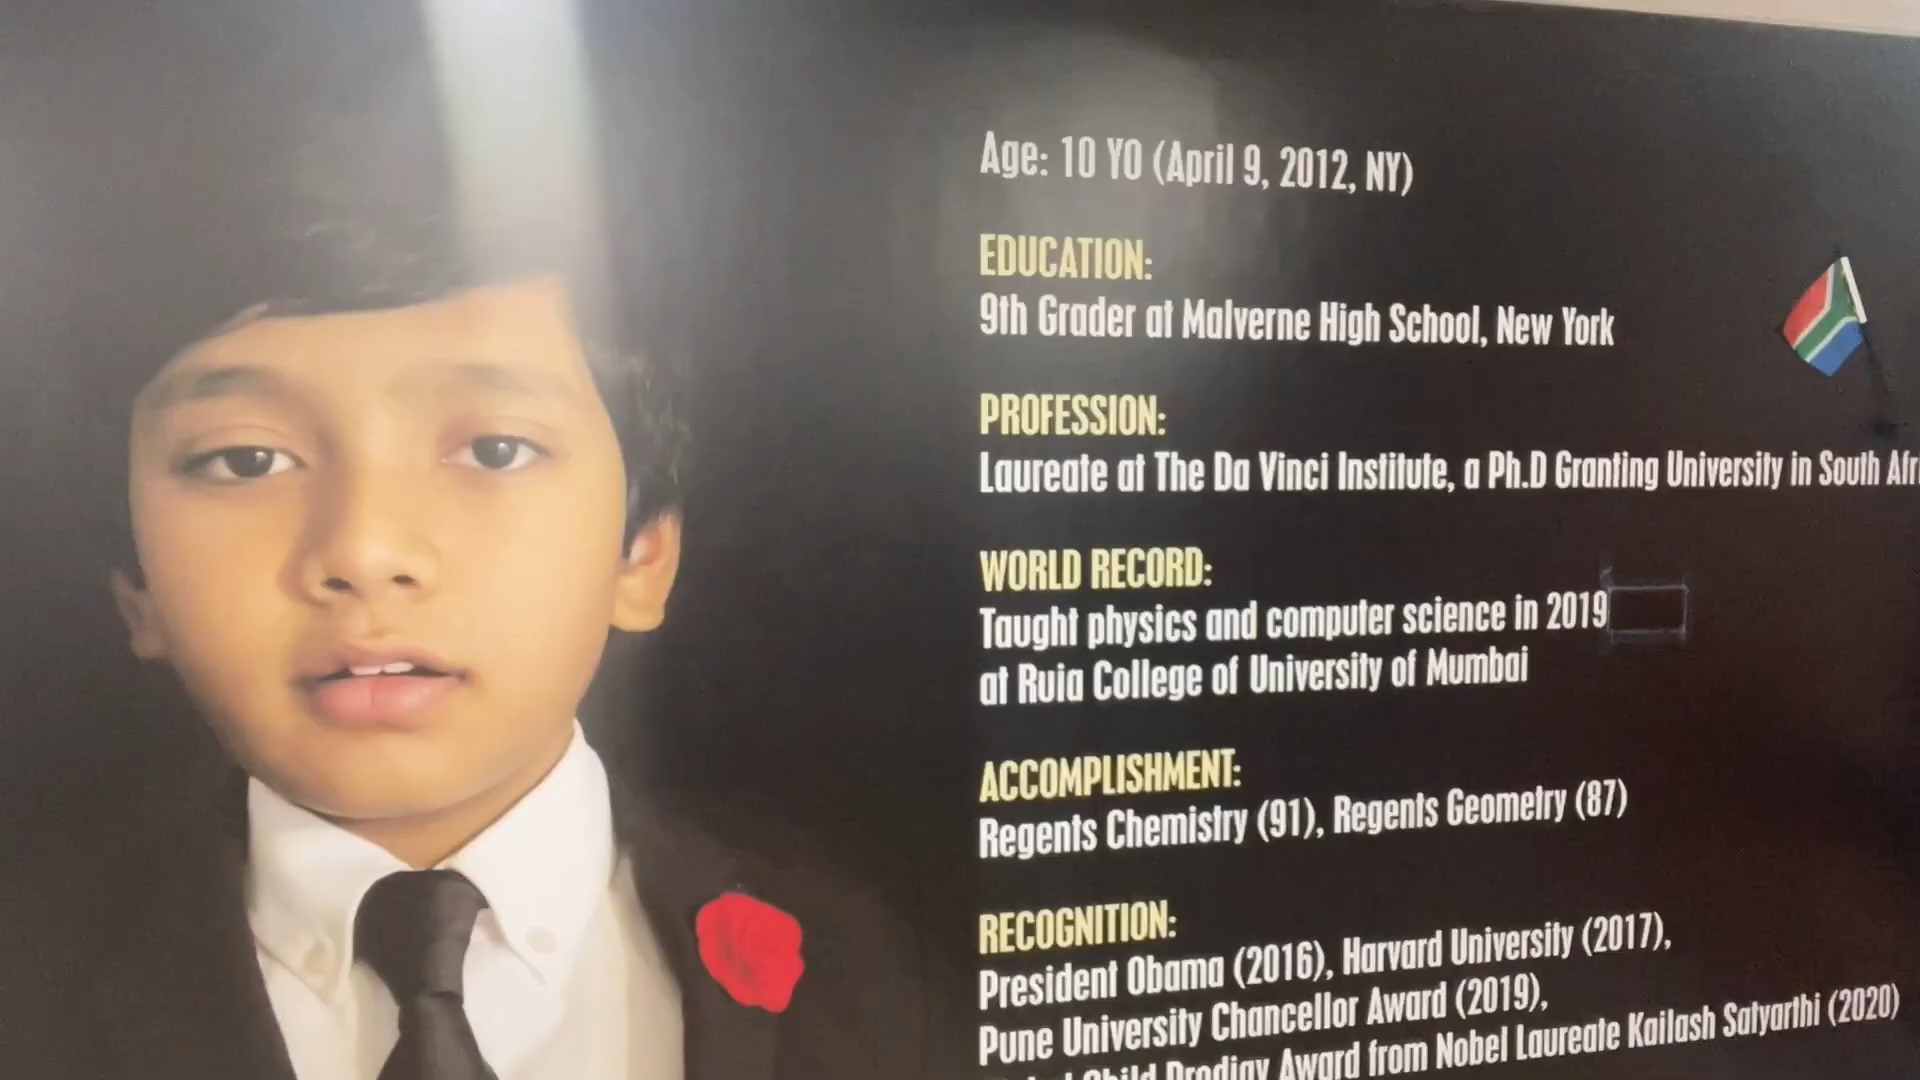 Age: 10 YO (April 9, 2012, NY)
EDUCATION:
9th Grader at Malverne High School, New York
PROFESSION:
Laureate at The Da Vinci Institute, a Ph.D Granting University in South
WORLD RECORD:
Taught physics and computer science in 2019
at Ruia College of University of Mumbai
ACCOMPLISHMENT:
Regents Chemistry (91), Regents Geometry (87)
RECOGNITION:
President Obama (2016), Harvard University (2017),
Pune University Chancellor Award (2019),
Child Prodigy Award from Nobel Laureate Kailash Satyarthi (2020)